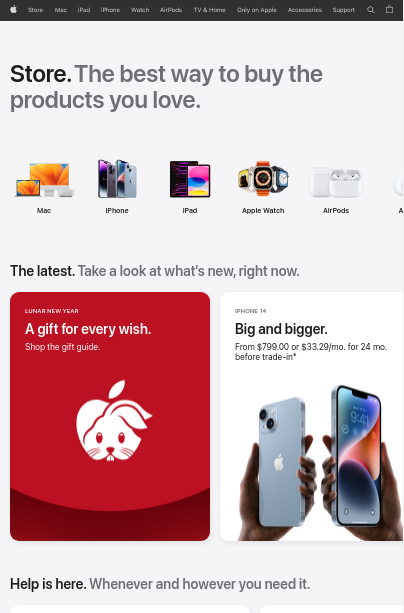 Store Mac iPad iPhone Watch AirPods TV & Home Only on Apple Accessories Support
Store. The best way to buy the
products you love.
Mac iPhone iPad Apple Watch AirPods A
The latest. Take a look at what's new, right now.
LUNAR NEW YEAR
A gift for every wish.
Shop the gift guide.
IPHONE 14
Big and bigger.
From $799.00 or $33.29/mo. for 24 mo.
before trade-in*
9:41
Help is here. Whenever and however you need it.